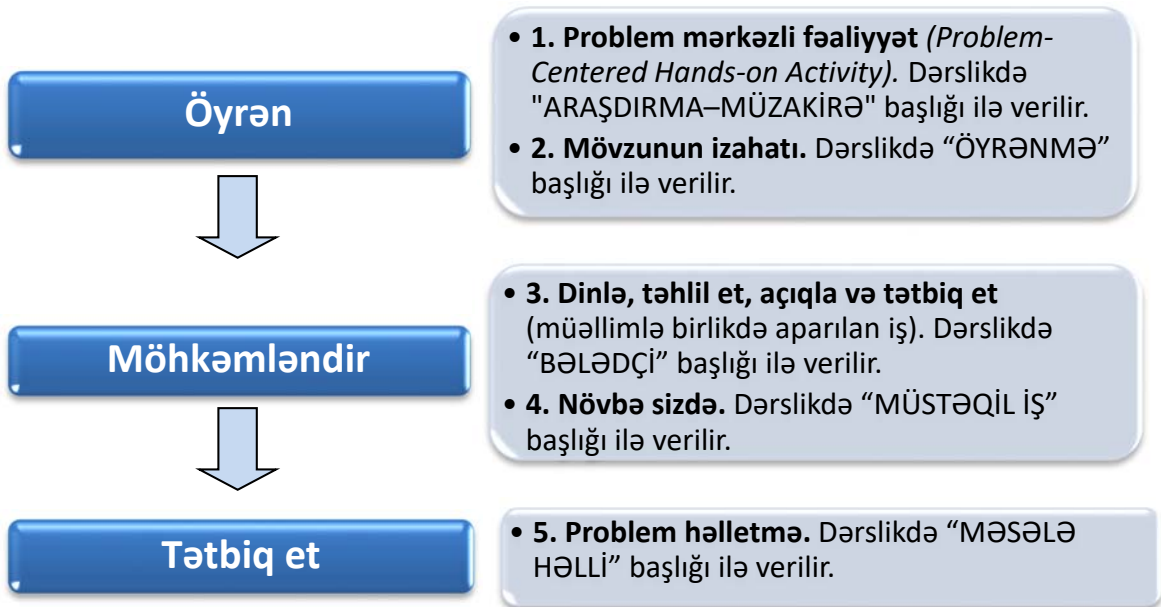 Öyrən
• 1. Problem mərkəzli fəaliyyət (Problem-
Centered Hands-on Activity). Dərslikdə
"ARAŞDIRMA–MÜZAKİRƏ" başlığı ilə verilir.
• 2. Mövzunun izahatı. Dərslikdə “ÖYRƏNMƏ”
başlığı ilə verilir.
Möhkəmləndir
• 3. Dinlə, təhlil et, açıqla və tətbiq et
(müəllimlə birlikdə aparılan iş). Dərslikdə
“BƏLƏDÇİ” başlığı ilə verilir.
• 4. Növbə sizdə. Dərslikdə “MÜSTƏQİL İŞ”
başlığı ilə verilir.
Tətbiq et
• 5. Problem həlletmə. Dərslikdə “MƏSƏLƏ
HƏLLİ” başlığı ilə verilir.